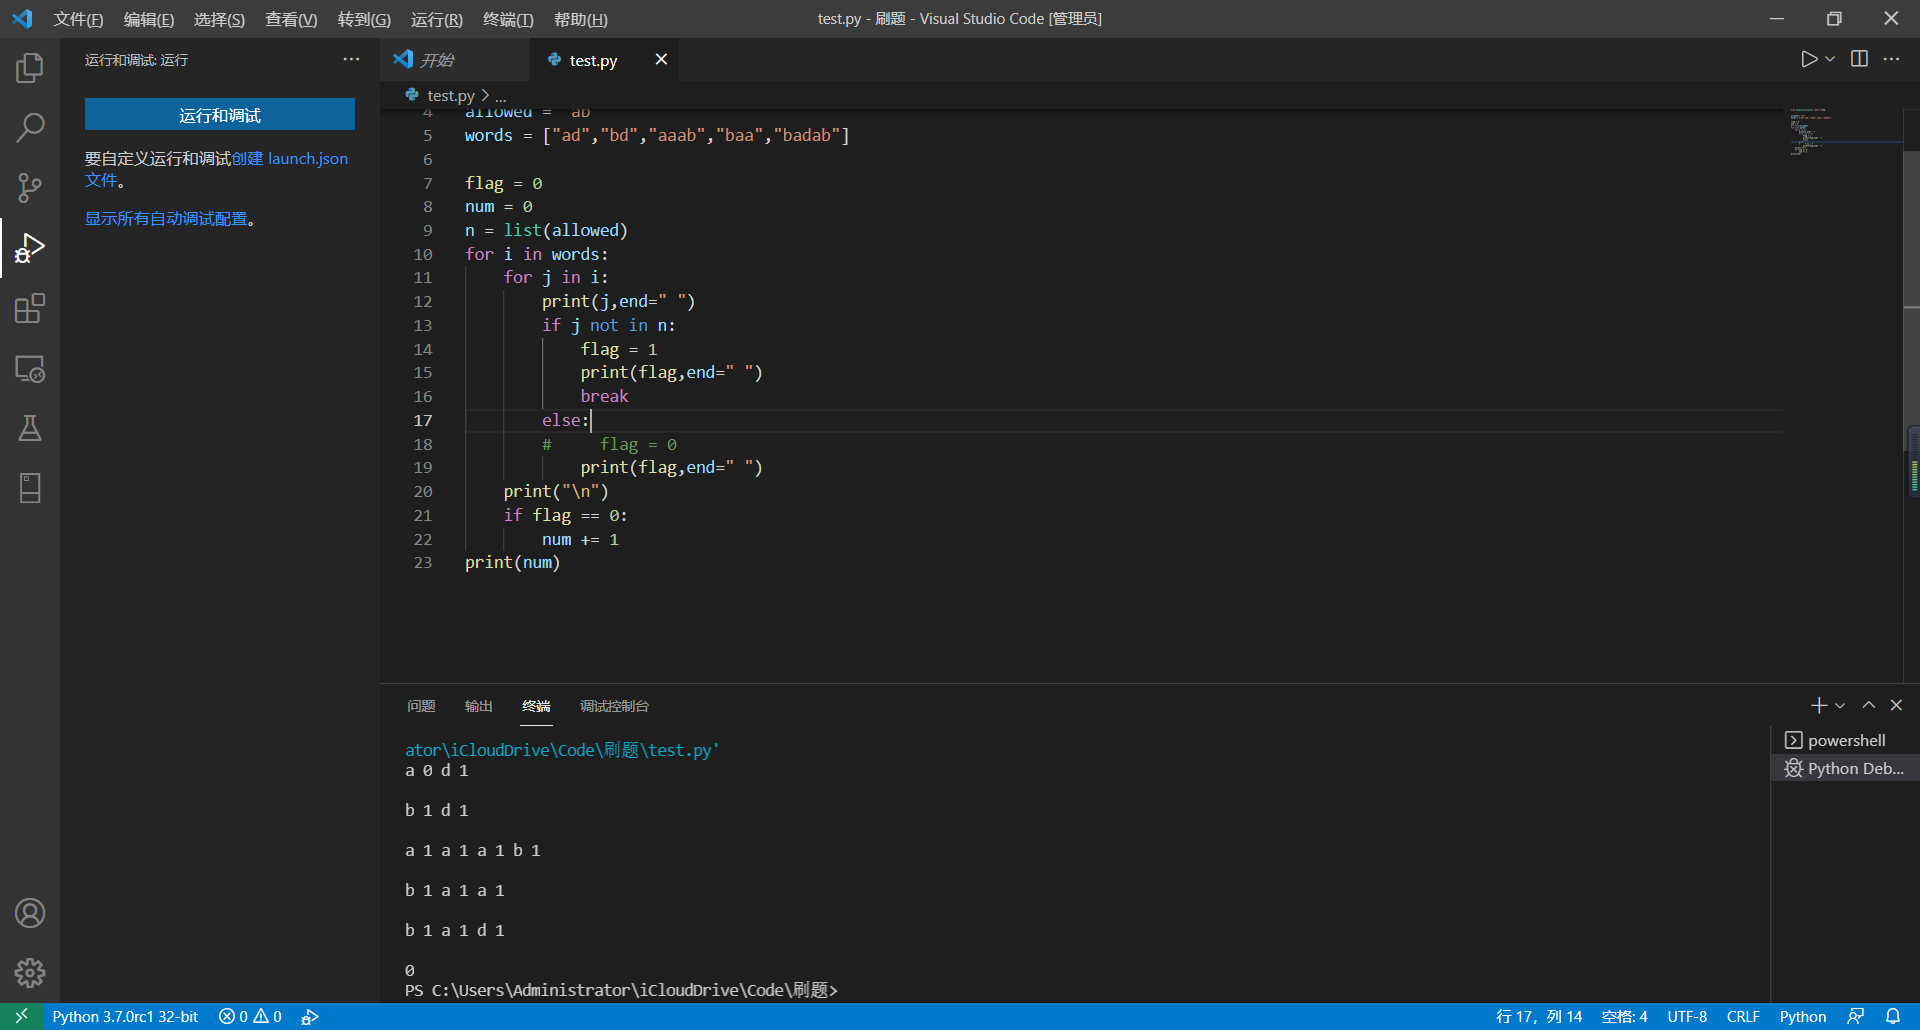 文件(F) 编辑(E) 选择(S) 查看(V) 转到(G) 运行(R) 终端(T) 帮助(H) test.py - 刷题 - Visual Studio Code [管理员]
运行和调试: 运行
运行和调试
要自定义运行和调试创建 launch.json
文件。
显示所有自动调试配置。
开始 test.py
test.py > ...
4 allowed = "ab"
5 words = ["ad","bd","aaab","baa","badab"]
6
7 flag = 0
8 num = 0
9 n = list(allowed)
10 for i in words:
11     for j in i:
12         print(j,end=" ")
13         if j not in n:
14             flag = 1
15             print(flag,end=" ")
16             break
17         else:
18         #     flag = 0
19             print(flag,end=" ")
20     print("\n")
21     if flag == 0:
22         num += 1
23 print(num)
问题 输出 终端 调试控制台
ator\iCloudDrive\Code\刷题\test.py'
a 0 d 1
b 1 d 1
a 1 a 1 a 1 b 1
b 1 a 1 a 1
b 1 a 1 d 1
0
PS C:\Users\Administrator\iCloudDrive\Code\刷题>
powershell
Python Deb...
Python 3.7.0rc1 32-bit 0 0 行 17，列 14 空格: 4 UTF-8 CRLF Python